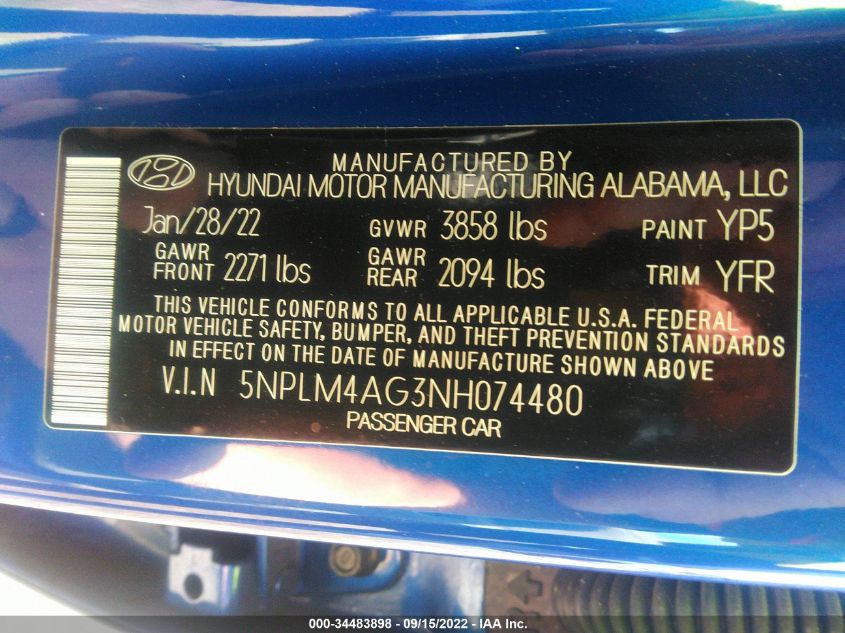 MANUFACTURED BY
HYUNDAI MOTOR MANUFACTURING ALABAMA, LLC
Jan/28/22 GVWR 3858 lbs PAINT YP5
GAWR FRONT 2271 lbs GAWR REAR 2094 lbs TRIM YFR
THIS VEHICLE CONFORMS TO ALL APPLICABLE U.S.A. FEDERAL
MOTOR VEHICLE SAFETY, BUMPER, AND THEFT PREVENTION STANDARDS
IN EFFECT ON THE DATE OF MANUFACTURE SHOWN ABOVE
V.I.N 5NPLM4AG3NH074480
PASSENGER CAR
000-34483898 - 09/15/2022 - IAA Inc.